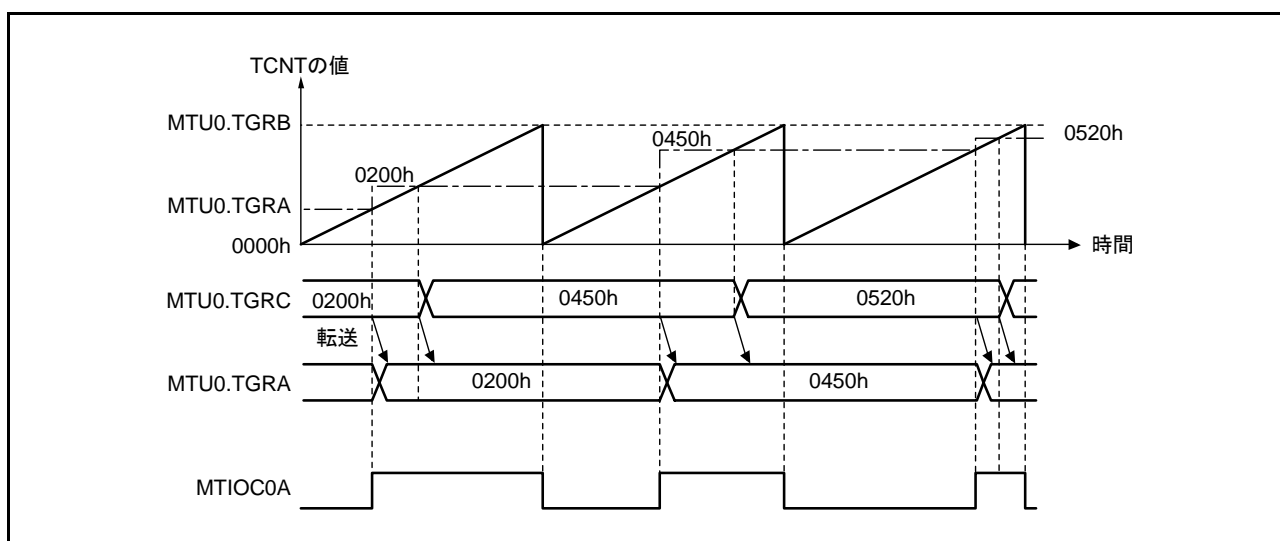 TCNTの値
MTU0.TGRB
0520h
0450h
0200h
MTU0.TGRA
0000h
時間
MTU0.TGRC
0200h
0450h
0520h
転送
MTU0.TGRA
0200h
0450h
MTIOC0A